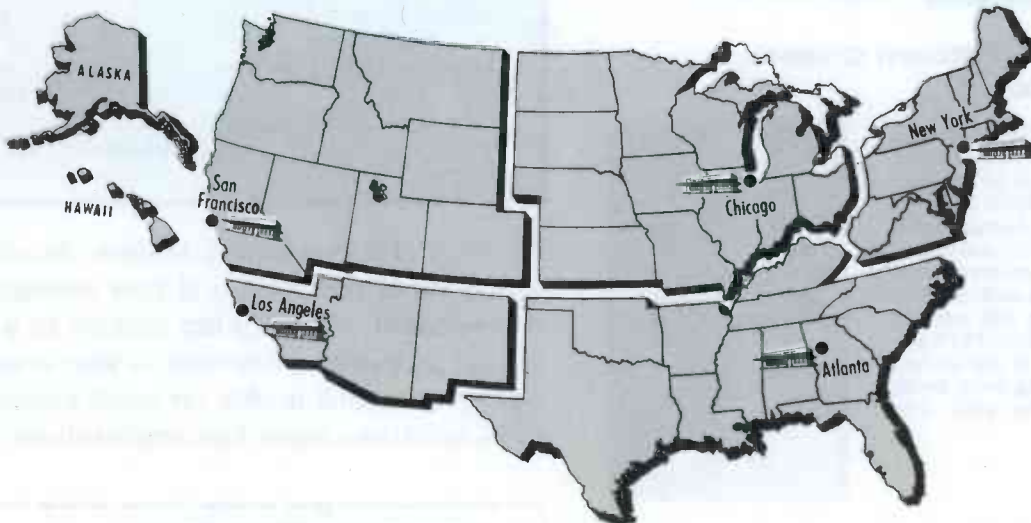 ALASKA
HAWAII
San
Francisco
Los Angeles
Chicago
New York
Atlanta